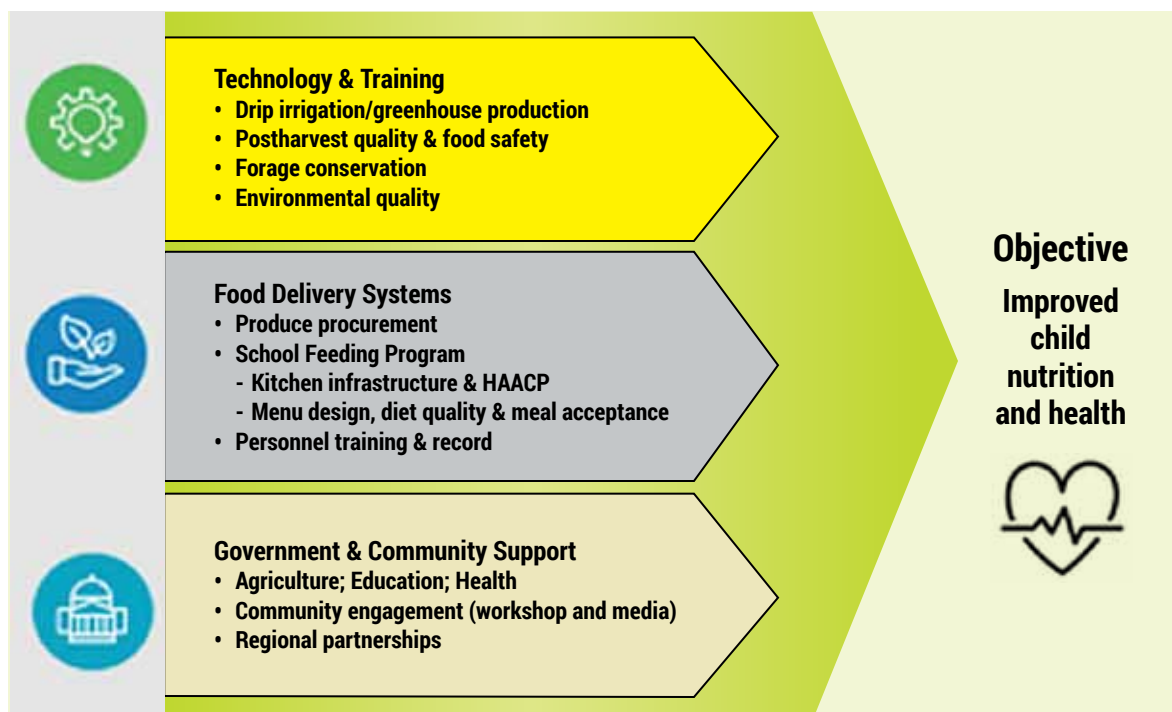 Technology & Training
• Drip irrigation/greenhouse production
• Postharvest quality & food safety
• Forage conservation
• Environmental quality
Food Delivery Systems
• Produce procurement
• School Feeding Program
- Kitchen infrastructure & HAACP
- Menu design, diet quality & meal acceptance
• Personnel training & record
Government & Community Support
• Agriculture; Education; Health
• Community engagement (workshop and media)
• Regional partnerships
Objective
Improved
child
nutrition
and health